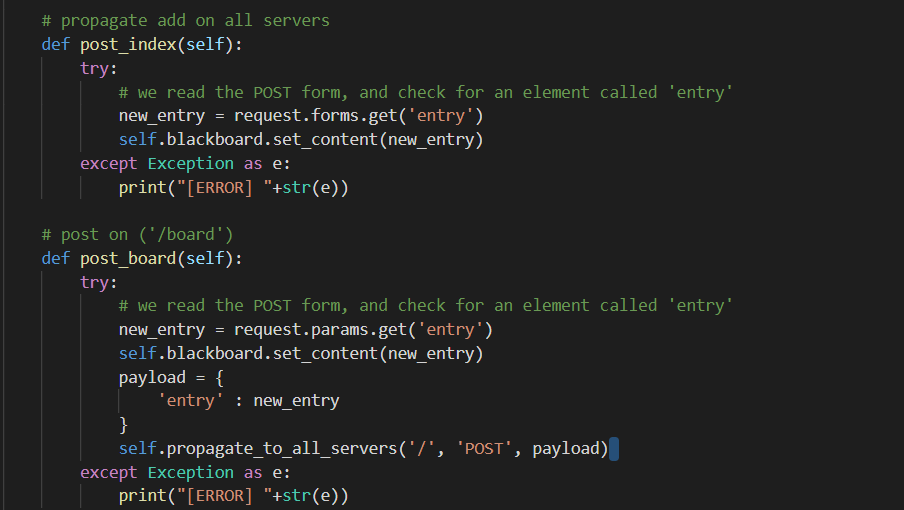 # propagate add on all servers
def post_index(self):
try:
# we read the POST form, and check for an element called 'entry'
new_entry = request.forms.get('entry')
self.blackboard.set_content(new_entry)
except Exception as e:
print("[ERROR] "+str(e))
# post on ('/board')
def post_board(self):
try:
# we read the POST form, and check for an element called 'entry'
new_entry = request.params.get('entry')
self.blackboard.set_content(new_entry)
payload = {
'entry' : new_entry
}
self.propagate_to_all_servers('/', 'POST', payload)
except Exception as e:
print("[ERROR] "+str(e))